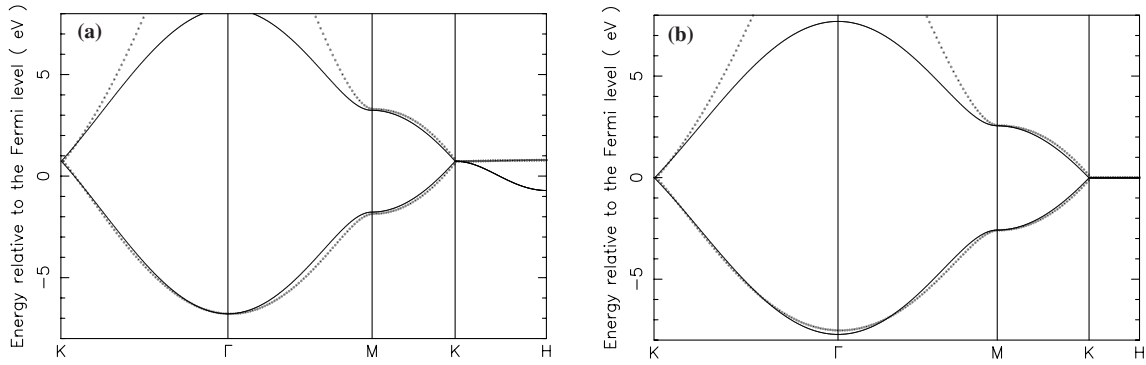 (a)
Energy relative to the Fermi level ( eV )
5
0
−5
K Γ M K H
(b)
Energy relative to the Fermi level ( eV )
5
0
−5
K Γ M K H